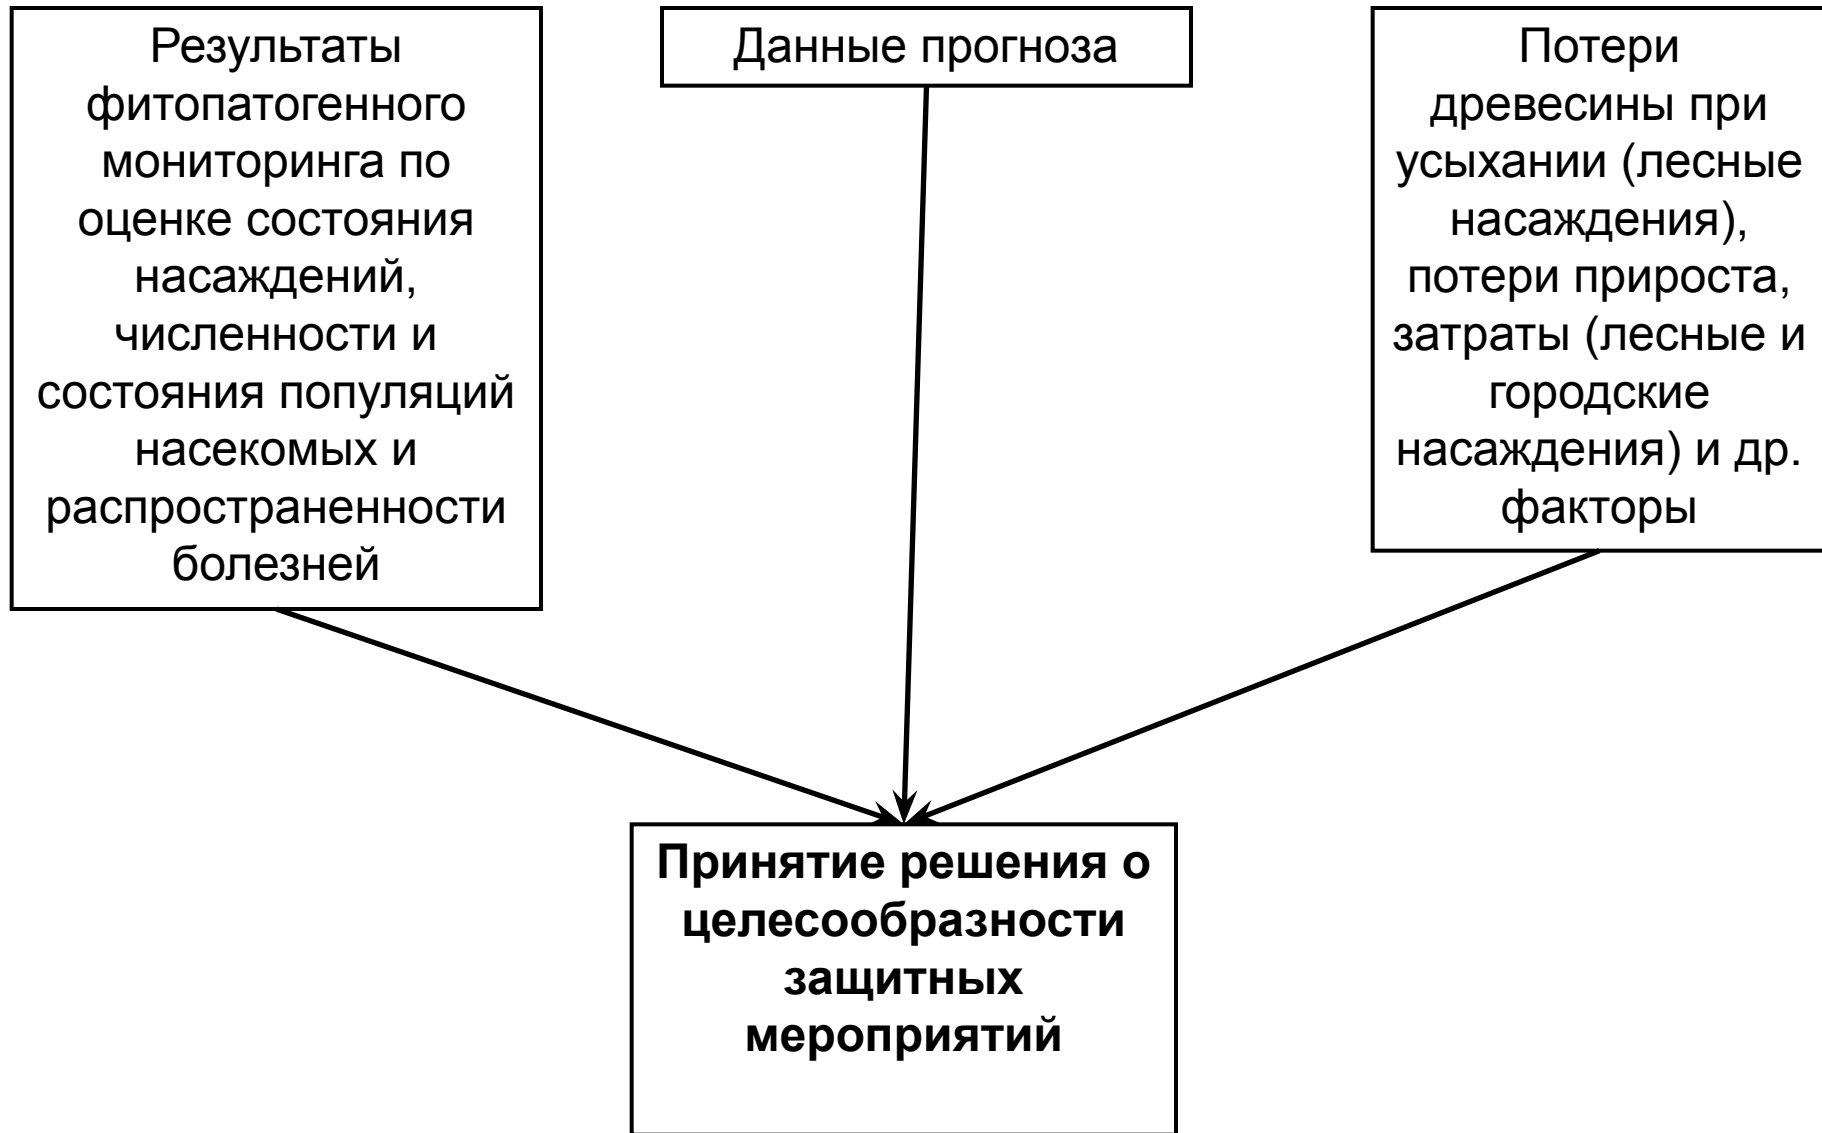 Результаты
фитопатогенного
мониторинга по
оценке состояния
насаждений,
численности и
состояния популяций
насекомых и
распространенности
болезней
Данные прогноза
Потери
древесины при
усыхании (лесные
насаждения),
потери прироста,
затраты (лесные и
городские
насаждения) и др.
факторы
Принятие решения о
целесообразности
защитных
мероприятий